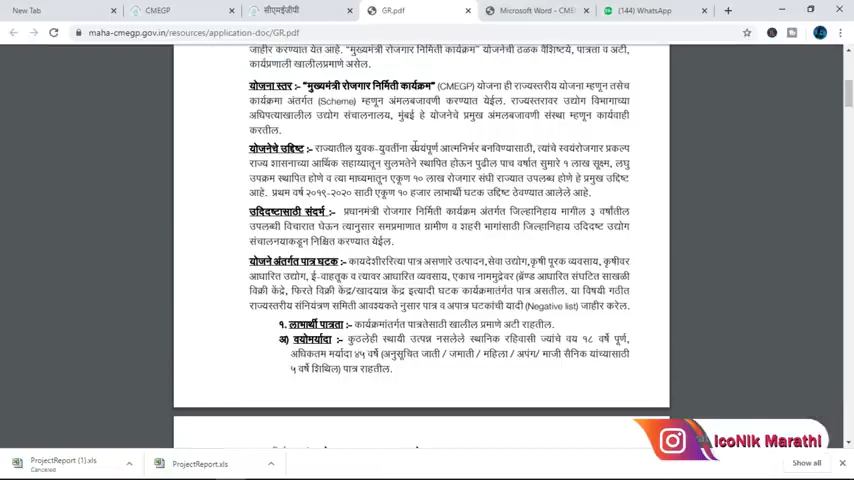 New Tab
CMEGP
सीएमईजीपी
GR.pdf
Microsoft Word - CME
(144) WhatsApp
maha-cmegp.gov.in/resources/application-doc/GR.pdf
जाहीर करण्यात येत आहे. "मुख्यमंत्री रोजगार निर्मिती कार्यक्रम" योजनेची ठळक वैशिष्टये, पात्रता व अटी,
कार्यप्रणाली खालीलप्रमाणे असेल.
योजना स्तर :- "मुख्यमंत्री रोजगार निर्मिती कार्यक्रम" (CMEGP) योजना ही राज्यस्तरीय योजना म्हणून तसेच
कार्यक्रमा अंतर्गत (Scheme) म्हणून अंमलबजावणी करण्यात येईल. राज्यस्तरावर उद्योग विभागाच्या
अधिपत्याखालील उद्योग संचालनालय, मुंबई हे योजनेचे प्रमुख अंमलबजावणी संस्था म्हणून कार्यवाही
करतील.
योजनेचे उद्दिष्ट :- राज्यातील युवक-युवतींना स्वयंपूर्ण आत्मनिर्भर बनविण्यासाठी, त्यांचे स्वयंरोजगार प्रकल्प
राज्य शासनाच्या आर्थिक सहाय्यातून सुलभतेने स्थापित होऊन पुढील पाच वर्षात सुमारे १ लाख सूक्ष्म, लघु
उपक्रम स्थापित होणे व त्या माध्यमातून एकूण १० लाख रोजगार संधी राज्यात उपलब्ध होणे हे प्रमुख उद्दिष्ट
आहे. प्रथम वर्ष २०१९-२०२० साठी एकूण १० हजार लाभार्थी घटक उद्दिष्ट ठेवण्यात आलेले आहे.
उदिदष्टासाठी संदर्भ :- प्रधानमंत्री रोजगार निर्मिती कार्यक्रम अंतर्गत जिल्हानिहाय मागील ३ वर्षांतील
उपलब्धी विचारात घेऊन त्यानुसार समप्रमाणात ग्रामीण व शहरी भागांसाठी जिल्हानिहाय उदिदष्ट उद्योग
संचालनयाकडून निश्चित करण्यात येईल.
योजने अंतर्गत पात्र घटक :- कायदेशीररित्या पात्र असणारे उत्पादन,सेवा उद्योग,कृषी पूरक व्यवसाय, कृषीवर
आधारित उद्योग, ई-वाहतूक व त्यावर आधारित व्यवसाय, एकाच नाममुद्रेवर (ब्रॅण्ड आधारित संघटित साखळी
विक्री केंद्रे, फिरते विक्री केंद्र/खादयान्न केंद्र इत्यादी घटक कार्यक्रमातंर्गत पात्र असतील. या विषयी गठीत
राज्यस्तरीय संनियंत्रण समिती आवश्यकते नुसार पात्र व अपात्र घटकांची यादी (Negative list) जाहीर करेल.
१. लाभार्थी पात्रता :- कार्यक्रमांतर्गत पात्रतेसाठी खालील प्रमाणे अटी राहतील.
अ) वयोमर्यादा :- कुठलेही स्थायी उत्पन्न नसलेले स्थानिक रहिवासी ज्यांचे वय १८ वर्षे पूर्ण,
अधिकतम मर्यादा ४५ वर्षे (अनुसूचित जाती / जमाती / महिला / अपंग/ माजी सैनिक यांच्यासाठी
५ वर्षे शिथिल) पात्र राहतील.
IcoNik Marathi
ProjectReport (1).xls
Canceled
ProjectReport.xls
Show all